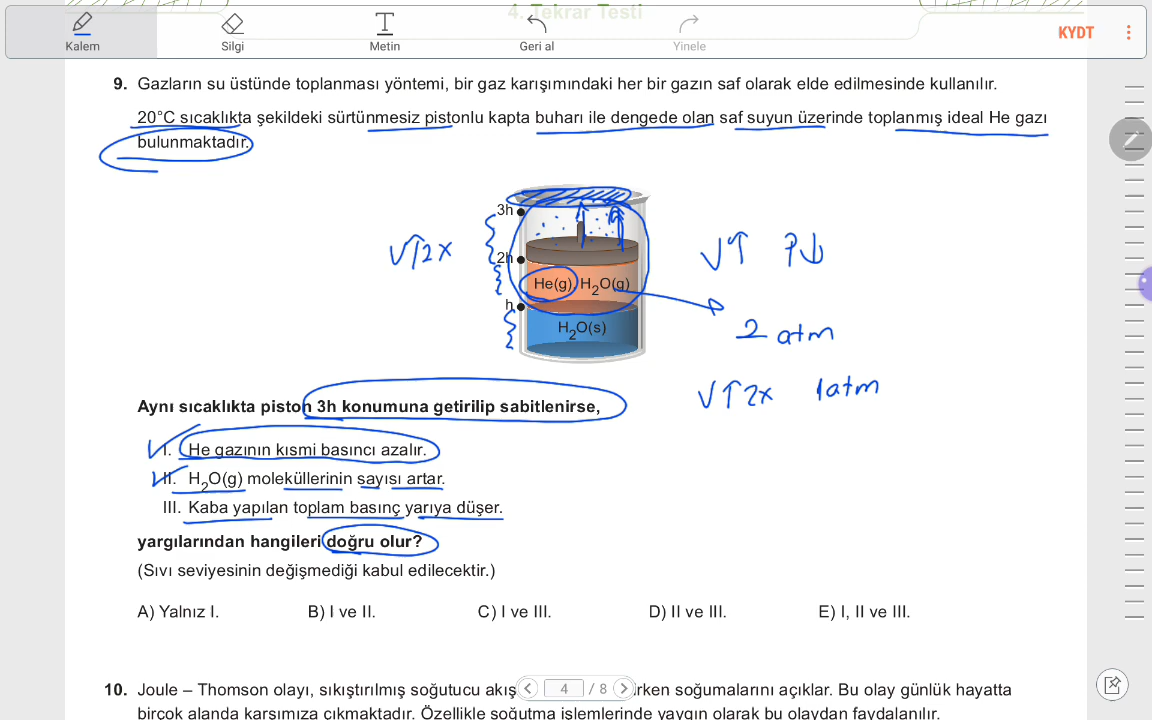 4. Tekrar Testi
Kalem
Silgi
Metin
Geri al
Yinele
KYDT
9. Gazların su üstünde toplanması yöntemi, bir gaz karışımındaki her bir gazın saf olarak elde edilmesinde kullanılır.
20°C sıcaklıkta şekildeki sürtünmesiz pistonlu kapta buharı ile dengede olan saf suyun üzerinde toplanmış ideal He gazı
bulunmaktadır.
3h
2h
h
He(g) H₂O(g)
H₂O(s)
V↑2x
V↑ P↓
2 atm
V↑2x 1atm
Aynı sıcaklıkta piston 3h konumuna getirilip sabitlenirse,
I. He gazının kısmi basıncı azalır.
II. H₂O(g) moleküllerinin sayısı artar.
III. Kaba yapılan toplam basınç yarıya düşer.
yargılarından hangileri doğru olur?
(Sıvı seviyesinin değişmediği kabul edilecektir.)
A) Yalnız I. B) I ve II. C) I ve III. D) II ve III. E) I, II ve III.
10. Joule – Thomson olayı, sıkıştırılmış soğutucu akış irken soğumalarını açıklar. Bu olay günlük hayatta
4 / 8
birçok alanda karşımıza çıkmaktadır. Özellikle soğutma işlemlerinde yaygın olarak bu olaydan faydalanılır.